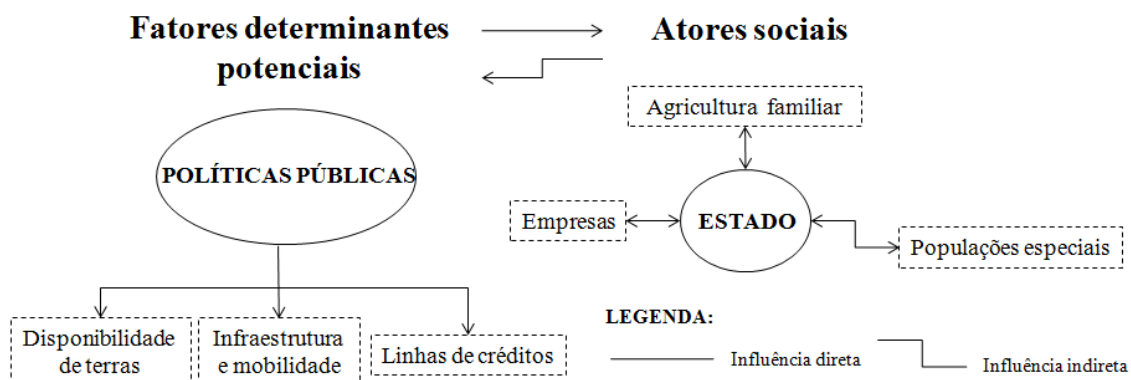 Fatores determinantes
potenciais
Atores sociais
POLÍTICAS PÚBLICAS
Disponibilidade
de terras
Infraestrutura
e mobilidade
Linhas de créditos
Agricultura familiar
Empresas
ESTADO
Populações especiais
LEGENDA:
Influência direta
Influência indireta